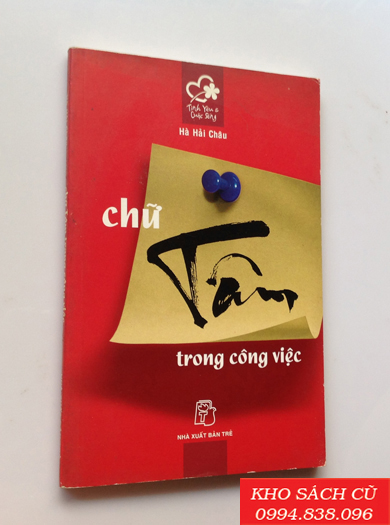 Tình Yêu &
Cuộc Sống
Hà Hải Châu
chữ
Tâm
trong công việc
NHÀ XUẤT BẢN TRẺ
KHO SÁCH CŨ
0994.838.096